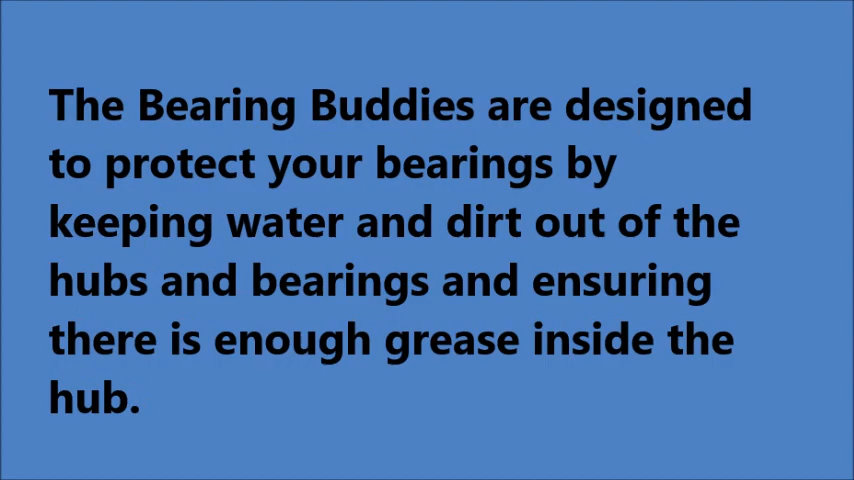 The Bearing Buddies are designed
to protect your bearings by
keeping water and dirt out of the
hubs and bearings and ensuring
there is enough grease inside the
hub.